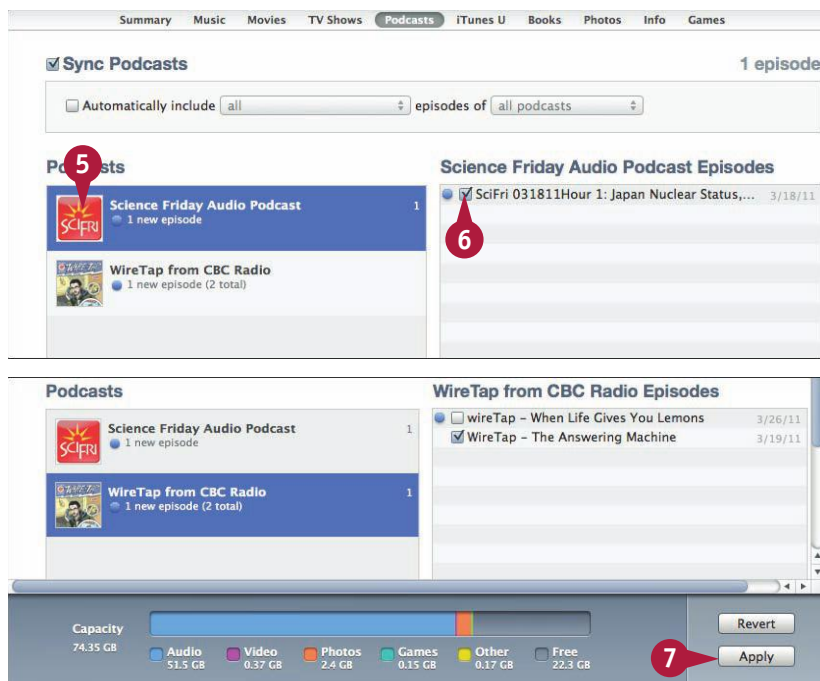 Summary Music Movies TV Shows Podcasts iTunes U Books Photos Info Games
Sync Podcasts
1 episode
Automatically include all episodes of all podcasts
Podcasts
5
SCIFRI
Science Friday Audio Podcast 1
1 new episode
WireTap from CBC Radio
1 new episode (2 total)
Science Friday Audio Podcast Episodes
SciFri 031811Hour 1: Japan Nuclear Status,... 3/18/11
6
Podcasts
SCIFRI
Science Friday Audio Podcast 1
1 new episode
WireTap from CBC Radio 1
1 new episode (2 total)
WireTap from CBC Radio Episodes
wireTap – When Life Gives You Lemons 3/26/11
WireTap – The Answering Machine 3/19/11
Capacity
74.35 GB
Audio
51.5 GB
Video
0.37 GB
Photos
2.4 GB
Games
0.15 GB
Other
0.17 GB
Free
22.3 GB
Revert
7
Apply